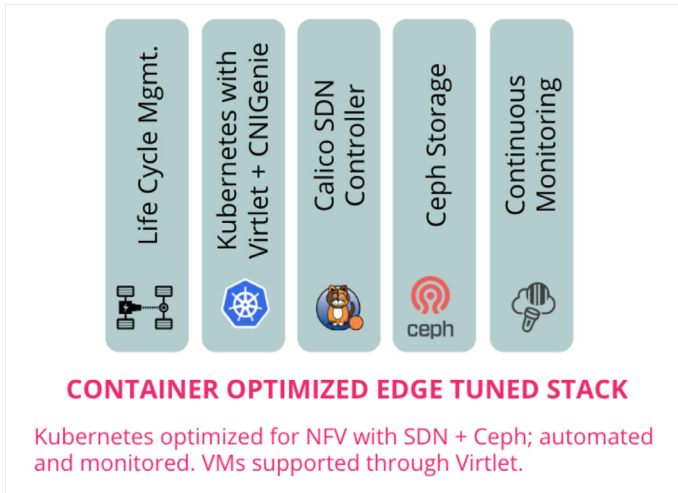 Life Cycle Mgmt.
Kubernetes with
Virtlet + CNIGenie
Calico SDN
Controller
Ceph Storage
Continuous
Monitoring
ceph
CONTAINER OPTIMIZED EDGE TUNED STACK
Kubernetes optimized for NFV with SDN + Ceph; automated
and monitored. VMs supported through Virtlet.